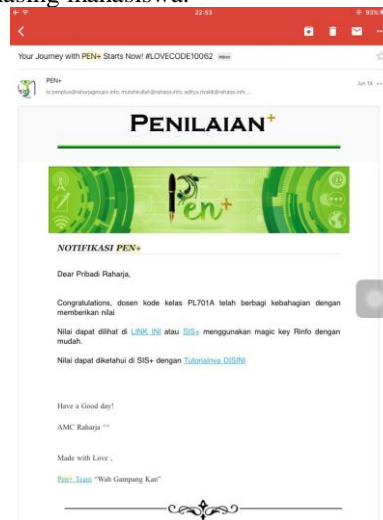 masing mahasiswa.
22:53
93%
Your Journey with PEN+ Starts Now! #LOVECODE10062
PEN+
Jun 14
PENILAIAN+
Pen+
NOTIFIKASI PEN+
Dear Pribadi Raharja,
Congratulations, dosen kode kelas PL701A telah berbagi kebahagian dengan
memberikan nilai
Nilai dapat dilihat di LINK INI atau SIS+ menggunakan magic key Rinfo dengan
mudah.
Nilai dapat diketahui di SIS+ dengan Tutorialnya DISINI
Have a Good day!
AMC Raharja ^^
Made with Love ,
Pen+ Team "Wah Gampang Kan"